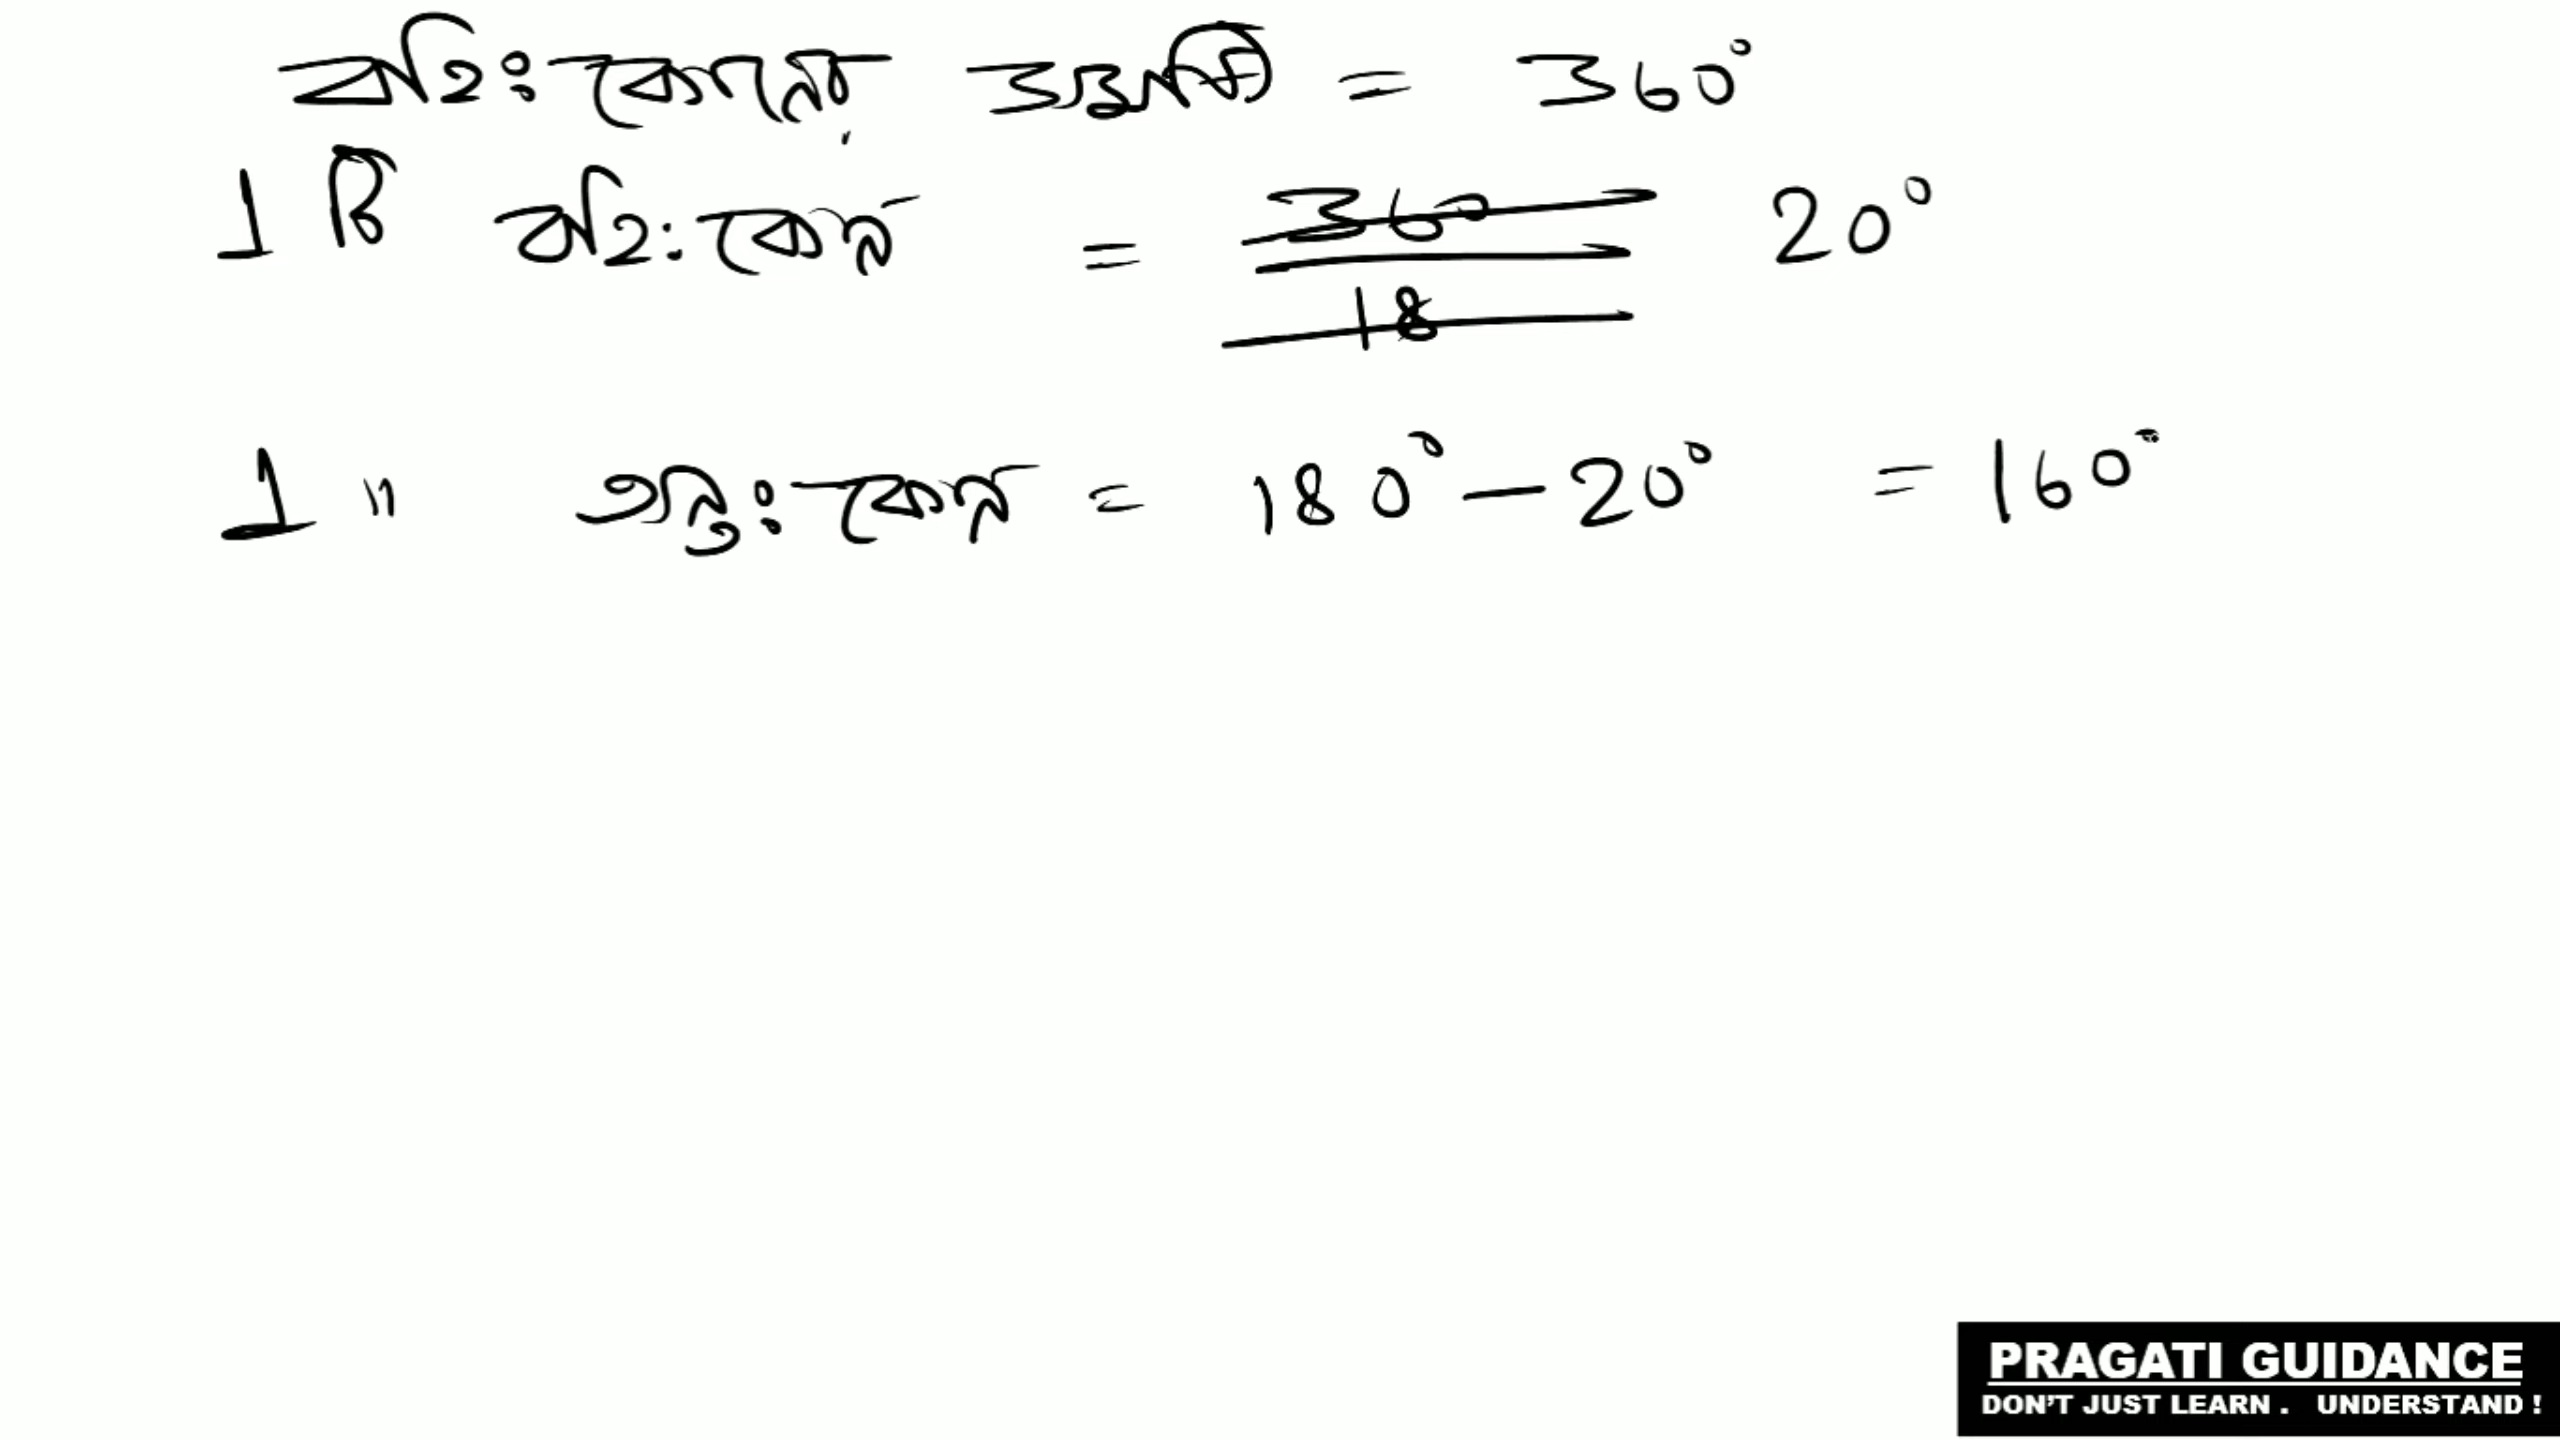 বহিঃকোণের সমষ্টি = 360°
1 টি বহিঃকোণ = 360 / 18 20°
1 " অন্তঃকোণ = 180° - 20° = 160°
PRAGATI GUIDANCE
DON'T JUST LEARN. UNDERSTAND!